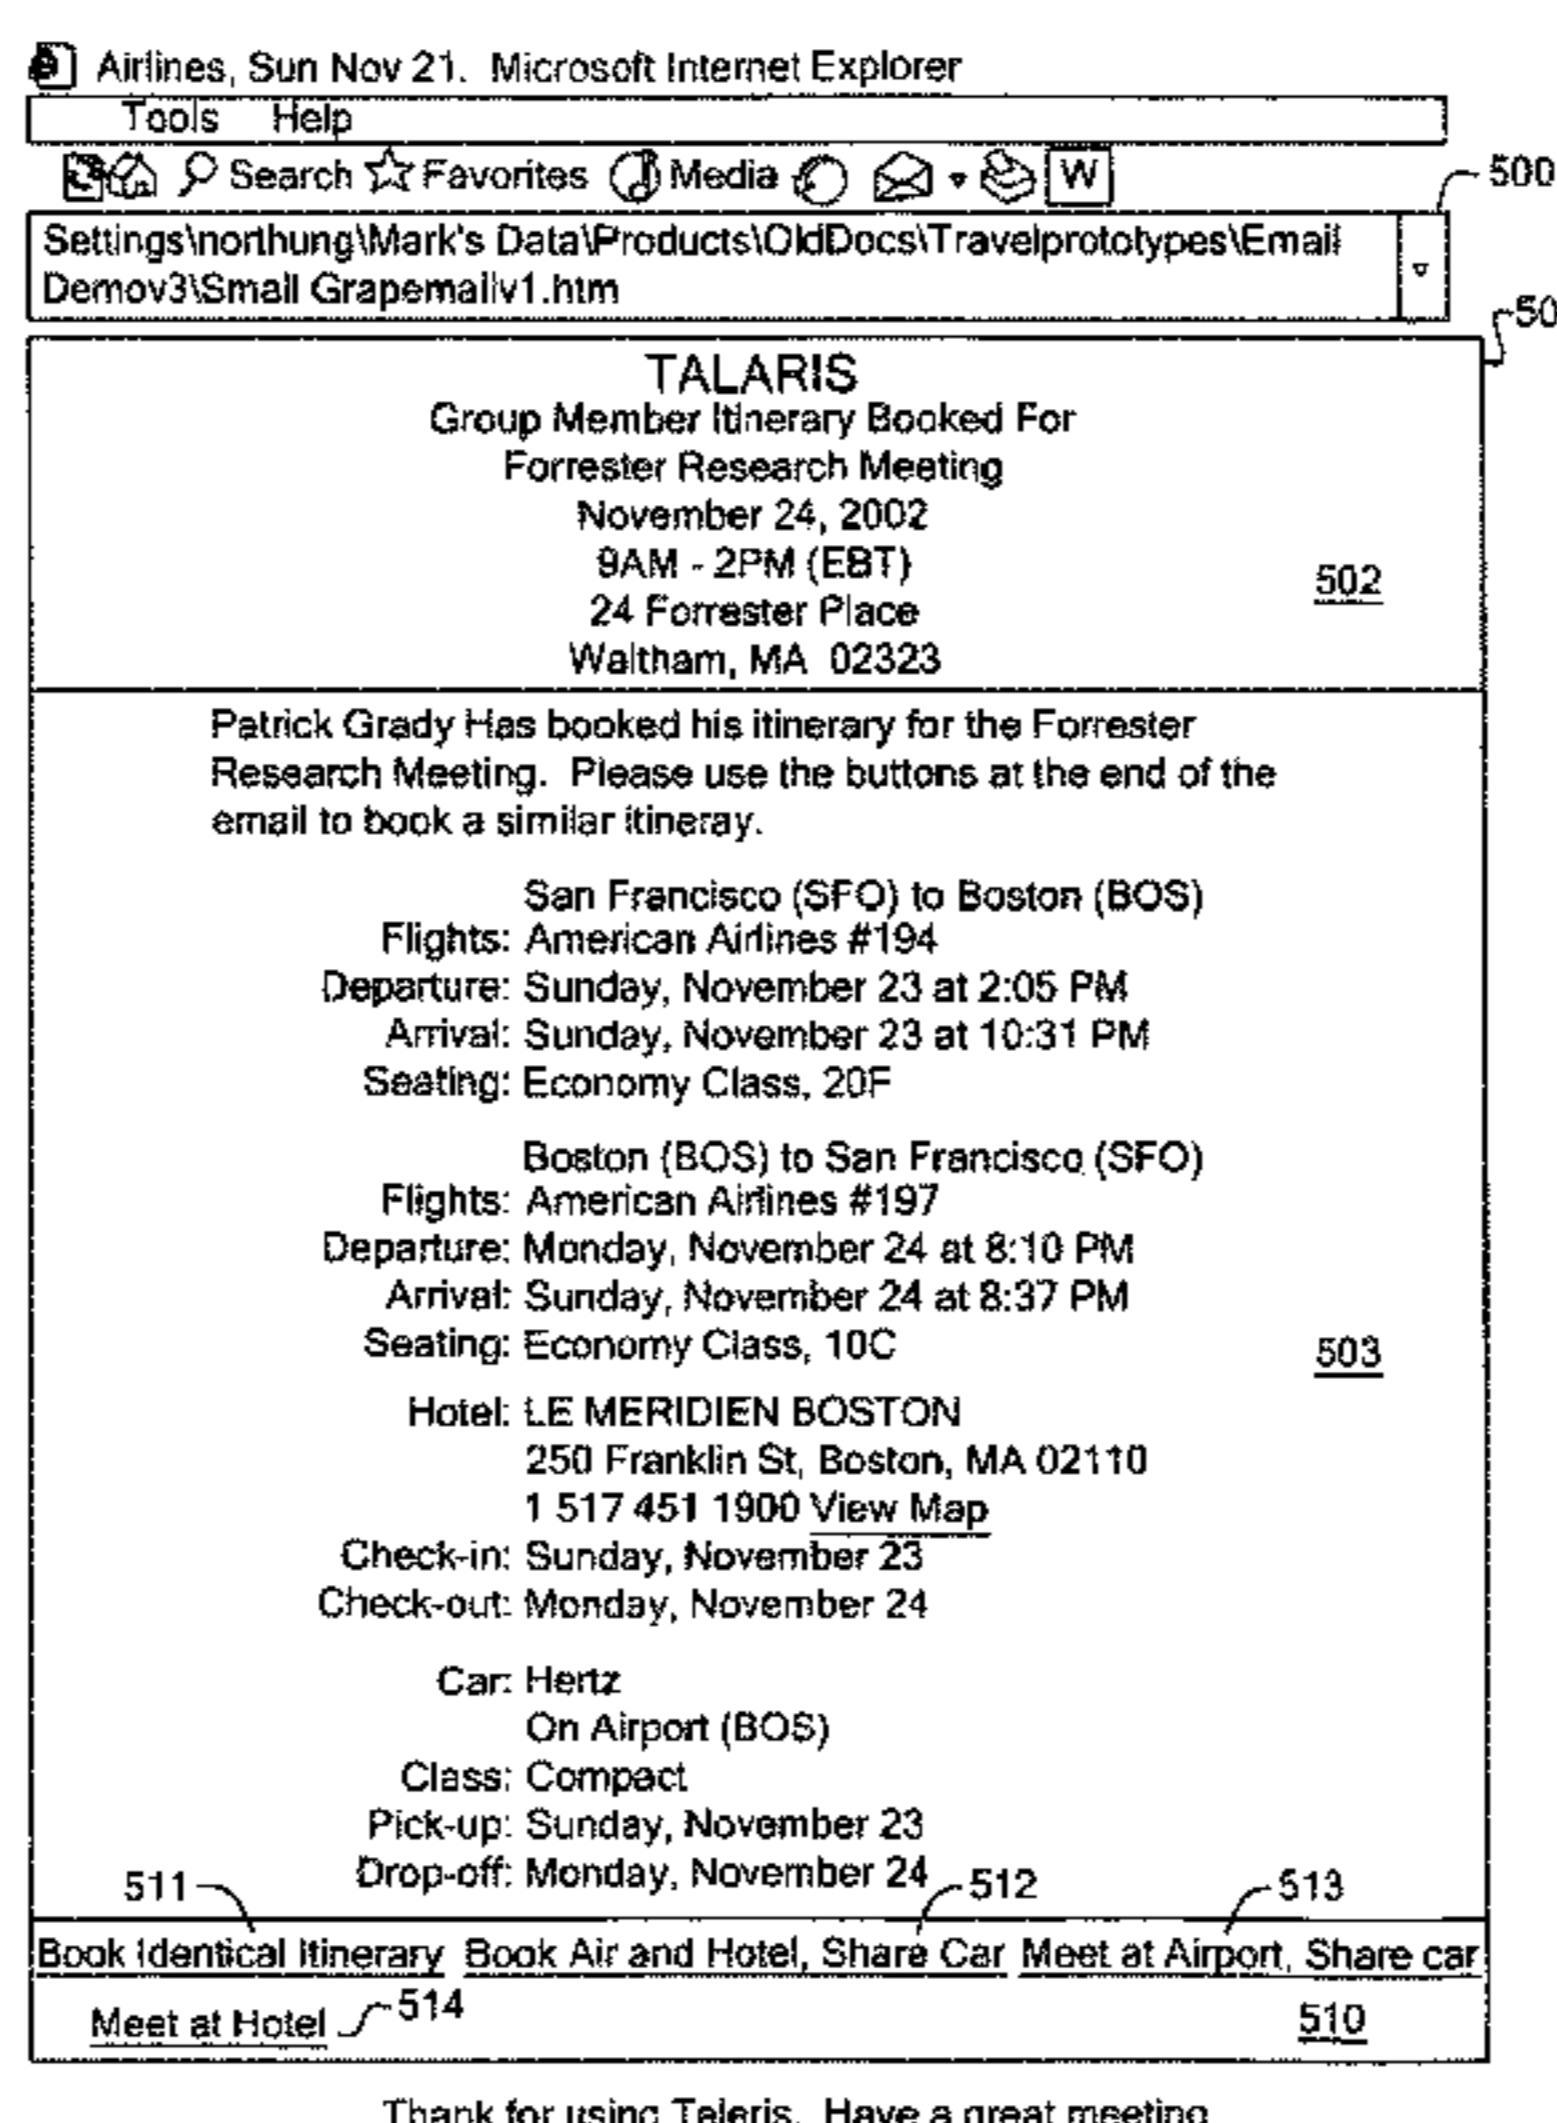 Airlines, Sun Nov 21. Microsoft Internet Explorer
Tools Help
Search Favorites Media W
500
Settings\northung\Mark's Data\Products\OldDocs\Travelprototypes\Email
Demov3\Small Grapemailv1.htm
50
TALARIS
Group Member Itinerary Booked For
Forrester Research Meeting
November 24, 2002
9AM - 2PM (EBT)
502
24 Forrester Place
Waltham, MA 02323
Patrick Grady Has booked his itinerary for the Forrester
Research Meeting. Please use the buttons at the end of the
email to book a similar itineray.
San Francisco (SFO) to Boston (BOS)
Flights: American Airlines #194
Departure: Sunday, November 23 at 2:05 PM
Arrival: Sunday, November 23 at 10:31 PM
Seating: Economy Class, 20F
Boston (BOS) to San Francisco (SFO)
Flights: American Airlines #197
Departure: Monday, November 24 at 8:10 PM
Arrival: Sunday, November 24 at 8:37 PM
Seating: Economy Class, 10C
503
Hotel: LE MERIDIEN BOSTON
250 Franklin St, Boston, MA 02110
1 517 451 1900 View Map
Check-in: Sunday, November 23
Check-out: Monday, November 24
Car: Hertz
On Airport (BOS)
Class: Compact
Pick-up: Sunday, November 23
Drop-off: Monday, November 24
511 512 513
Book Identical Itinerary Book Air and Hotel, Share Car Meet at Airport, Share car
Meet at Hotel 514 510
Thank for using Teleris. Have a great meeting